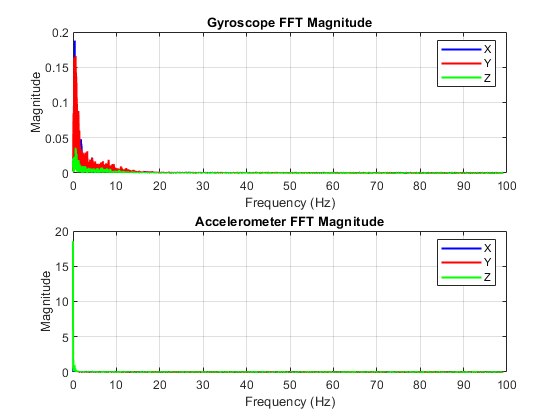 Gyroscope FFT Magnitude
0.2
0.15
0.1
0.05
0
Magnitude
X
Y
Z
0 10 20 30 40 50 60 70 80 90 100
Frequency (Hz)
Accelerometer FFT Magnitude
20
15
10
5
0
Magnitude
X
Y
Z
0 10 20 30 40 50 60 70 80 90 100
Frequency (Hz)